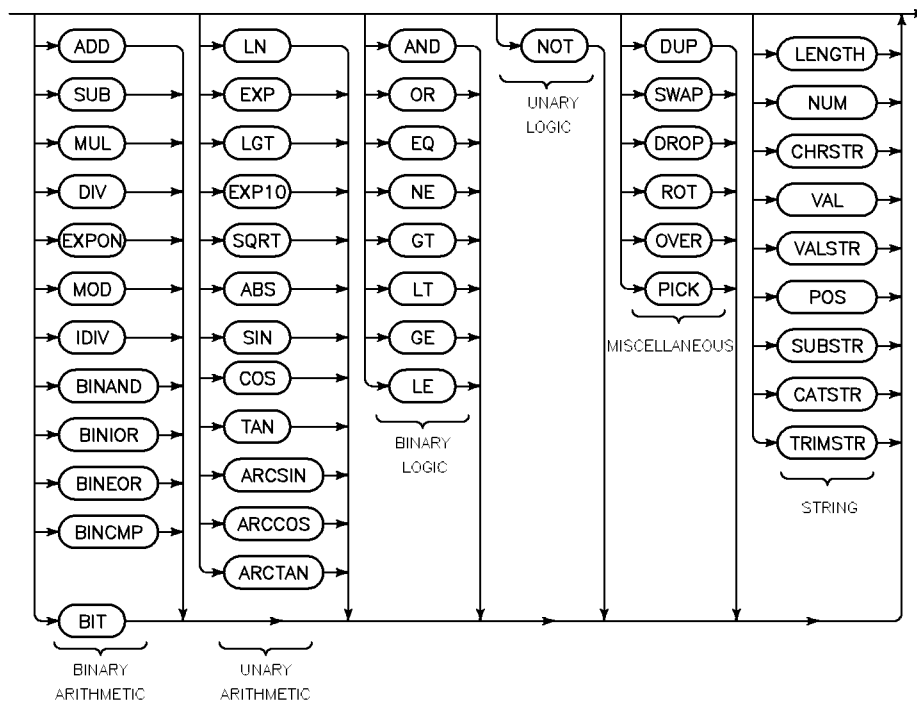 ADD
SUB
MUL
DIV
EXPON
MOD
IDIV
BINAND
BINIOR
BINEOR
BINCMP
BIT
BINARY
ARITHMETIC
LN
EXP
LGT
EXP10
SQRT
ABS
SIN
COS
TAN
ARCSIN
ARCCOS
ARCTAN
UNARY
ARITHMETIC
AND
OR
EQ
NE
GT
LT
GE
LE
BINARY
LOGIC
NOT
UNARY
LOGIC
DUP
SWAP
DROP
ROT
OVER
PICK
MISCELLANEOUS
LENGTH
NUM
CHRSTR
VAL
VALSTR
POS
SUBSTR
CATSTR
TRIMSTR
STRING